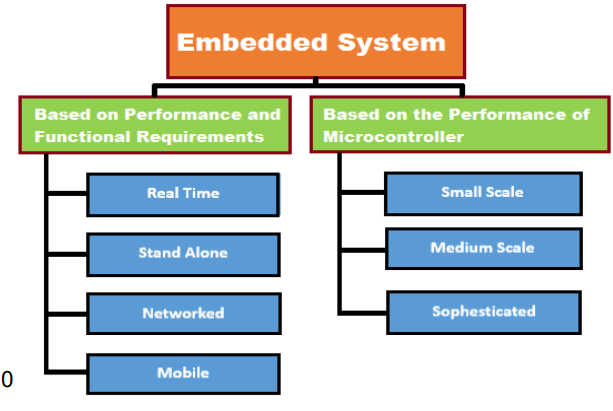 Embedded System
Based on Performance and
Functional Requirements
Based on the Performance of
Microcontroller
Real Time
Stand Alone
Networked
Mobile
Small Scale
Medium Scale
Sophesticated
0